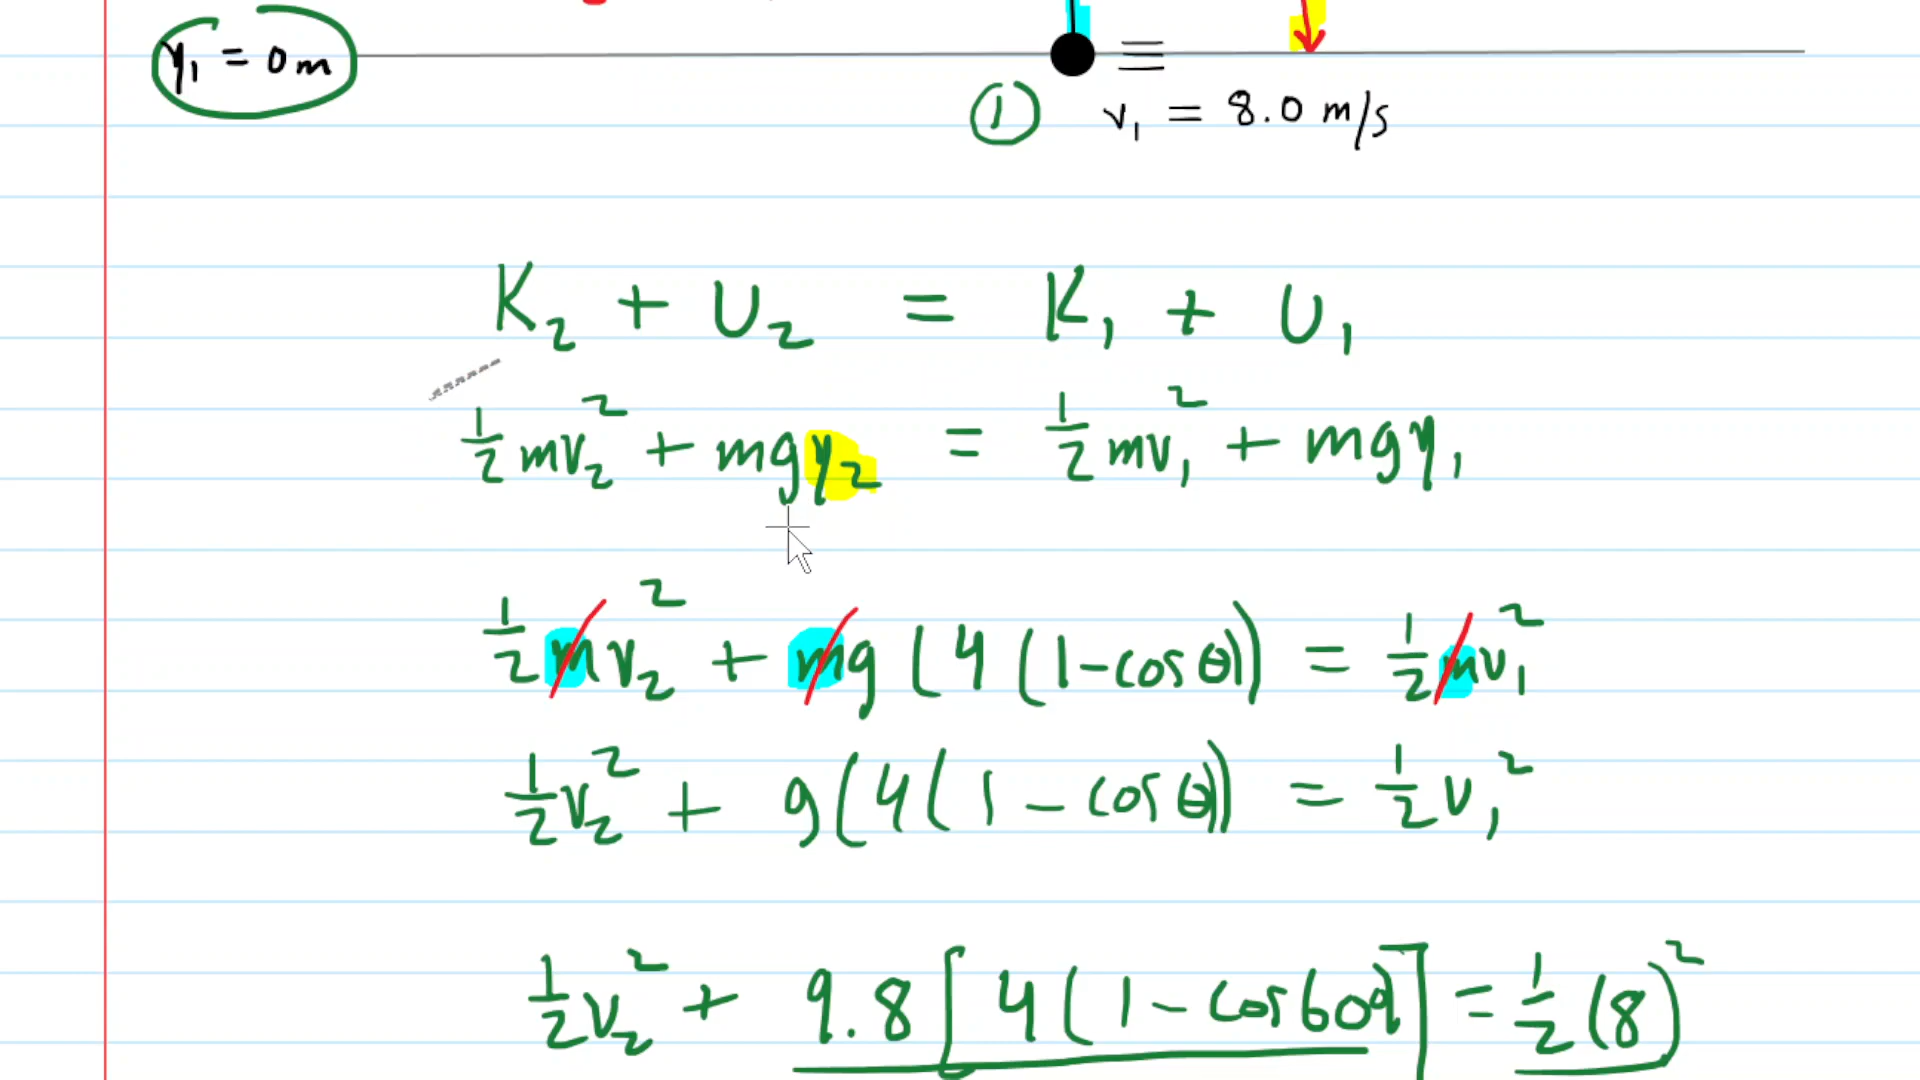 y₁ = 0 m
① v₁ = 8.0 m/s
K₂ + U₂ = K₁ + U₁
½mv₂² + mgy₂ = ½mv₁² + mgy₁
½mv₂² + mg(4(1-cosθ)) = ½mv₁²
½v₂² + g(4(1-cosθ)) = ½v₁²
½v₂² + 9.8[4(1-cos60°)] = ½(8)²